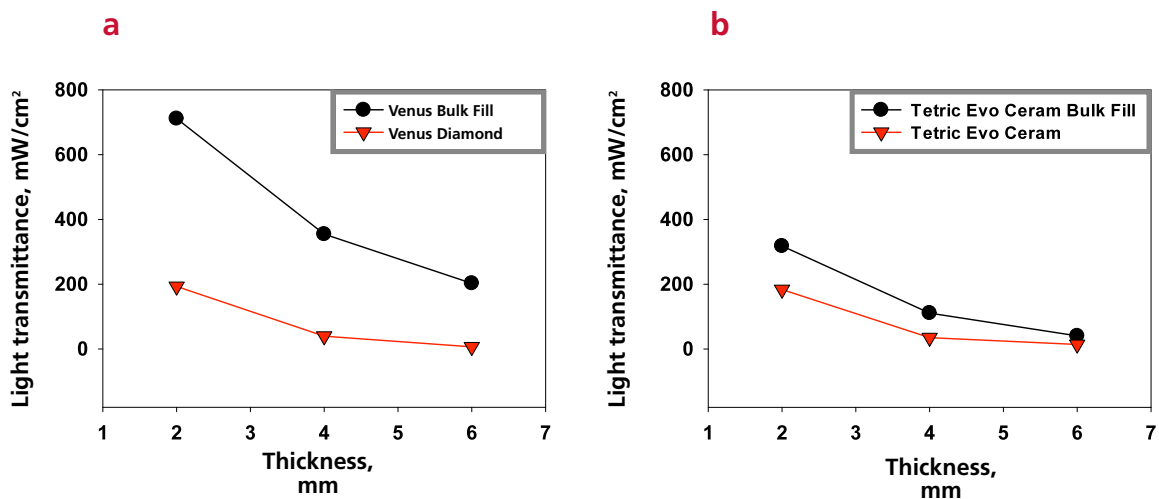 a
Light transmittance, mW/cm²
800
600
400
200
0
Venus Bulk Fill
Venus Diamond
1 2 3 4 5 6 7
Thickness,
mm
b
Light transmittance, mW/cm²
800
600
400
200
0
Tetric Evo Ceram Bulk Fill
Tetric Evo Ceram
1 2 3 4 5 6 7
Thickness,
mm